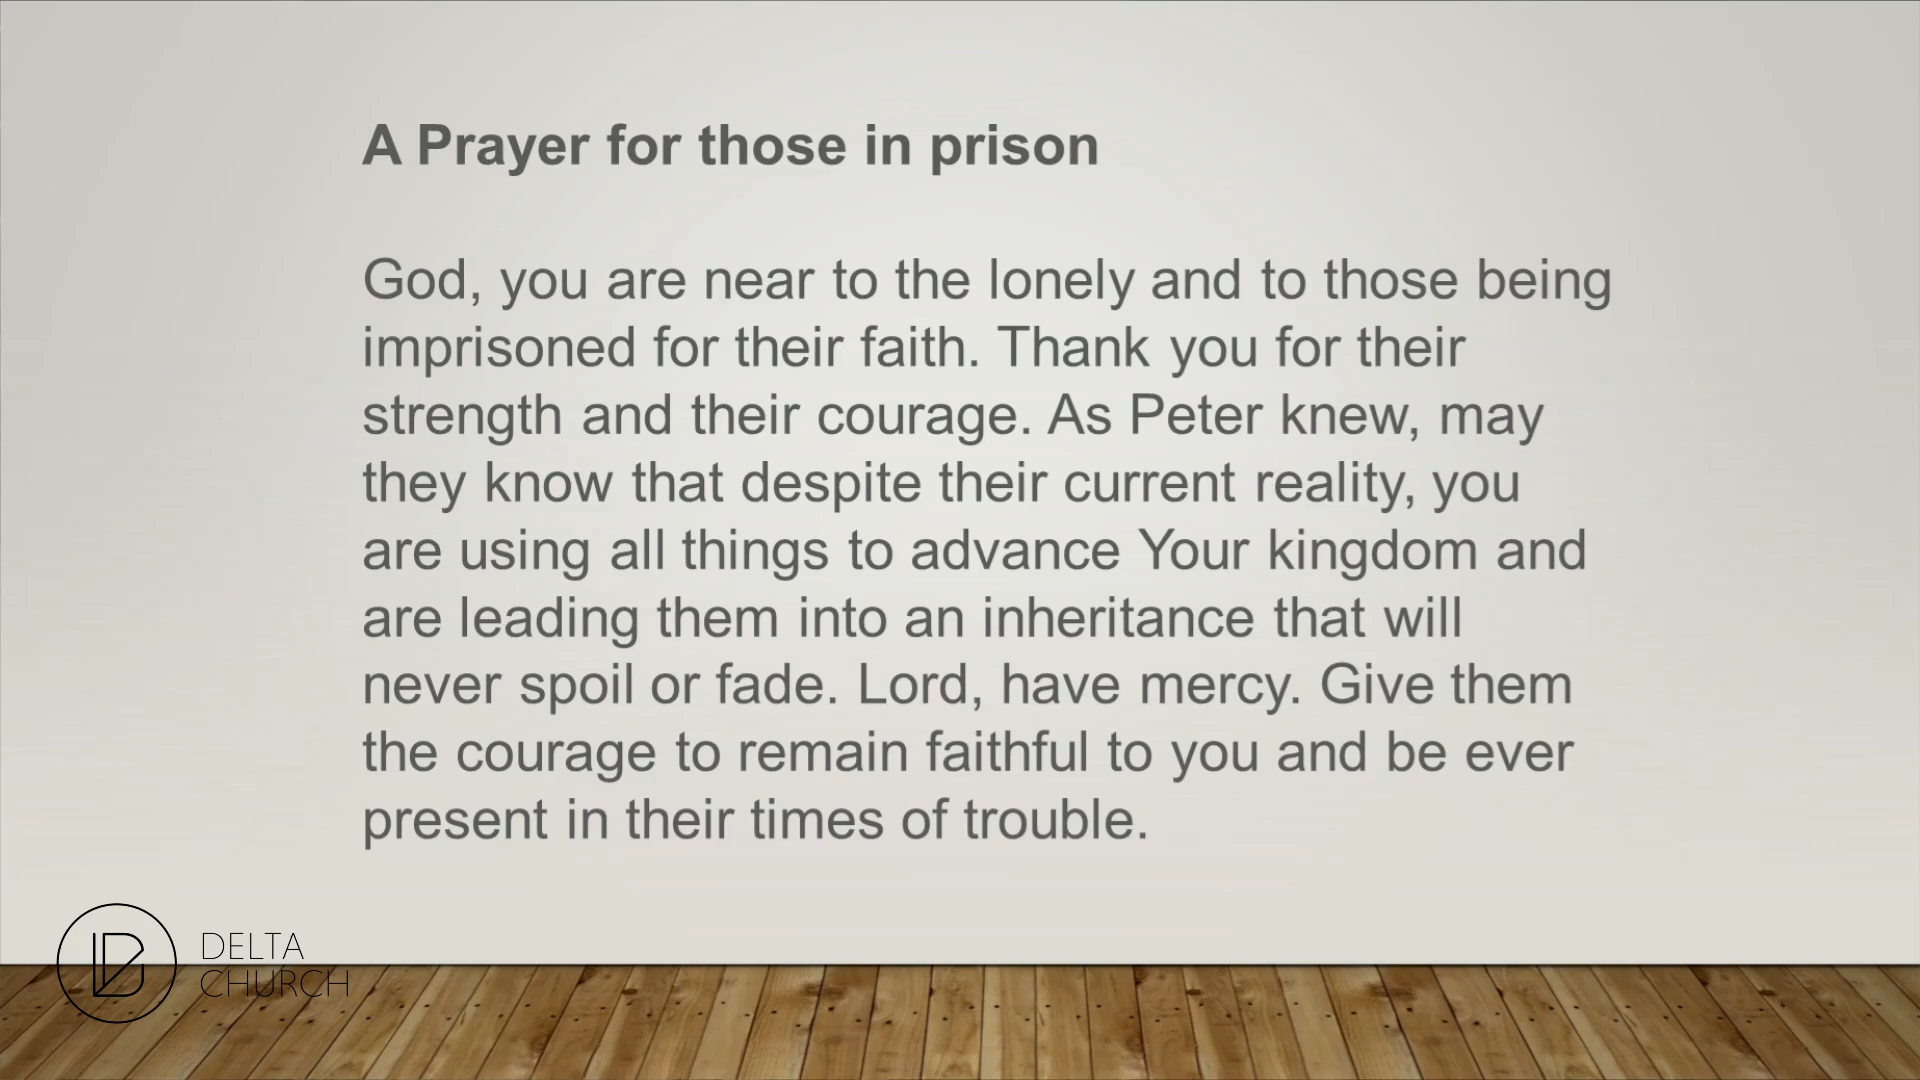 A Prayer for those in prison
God, you are near to the lonely and to those being
imprisoned for their faith. Thank you for their
strength and their courage. As Peter knew, may
they know that despite their current reality, you
are using all things to advance Your kingdom and
are leading them into an inheritance that will
never spoil or fade. Lord, have mercy. Give them
the courage to remain faithful to you and be ever
present in their times of trouble.
DELTA
CHURCH